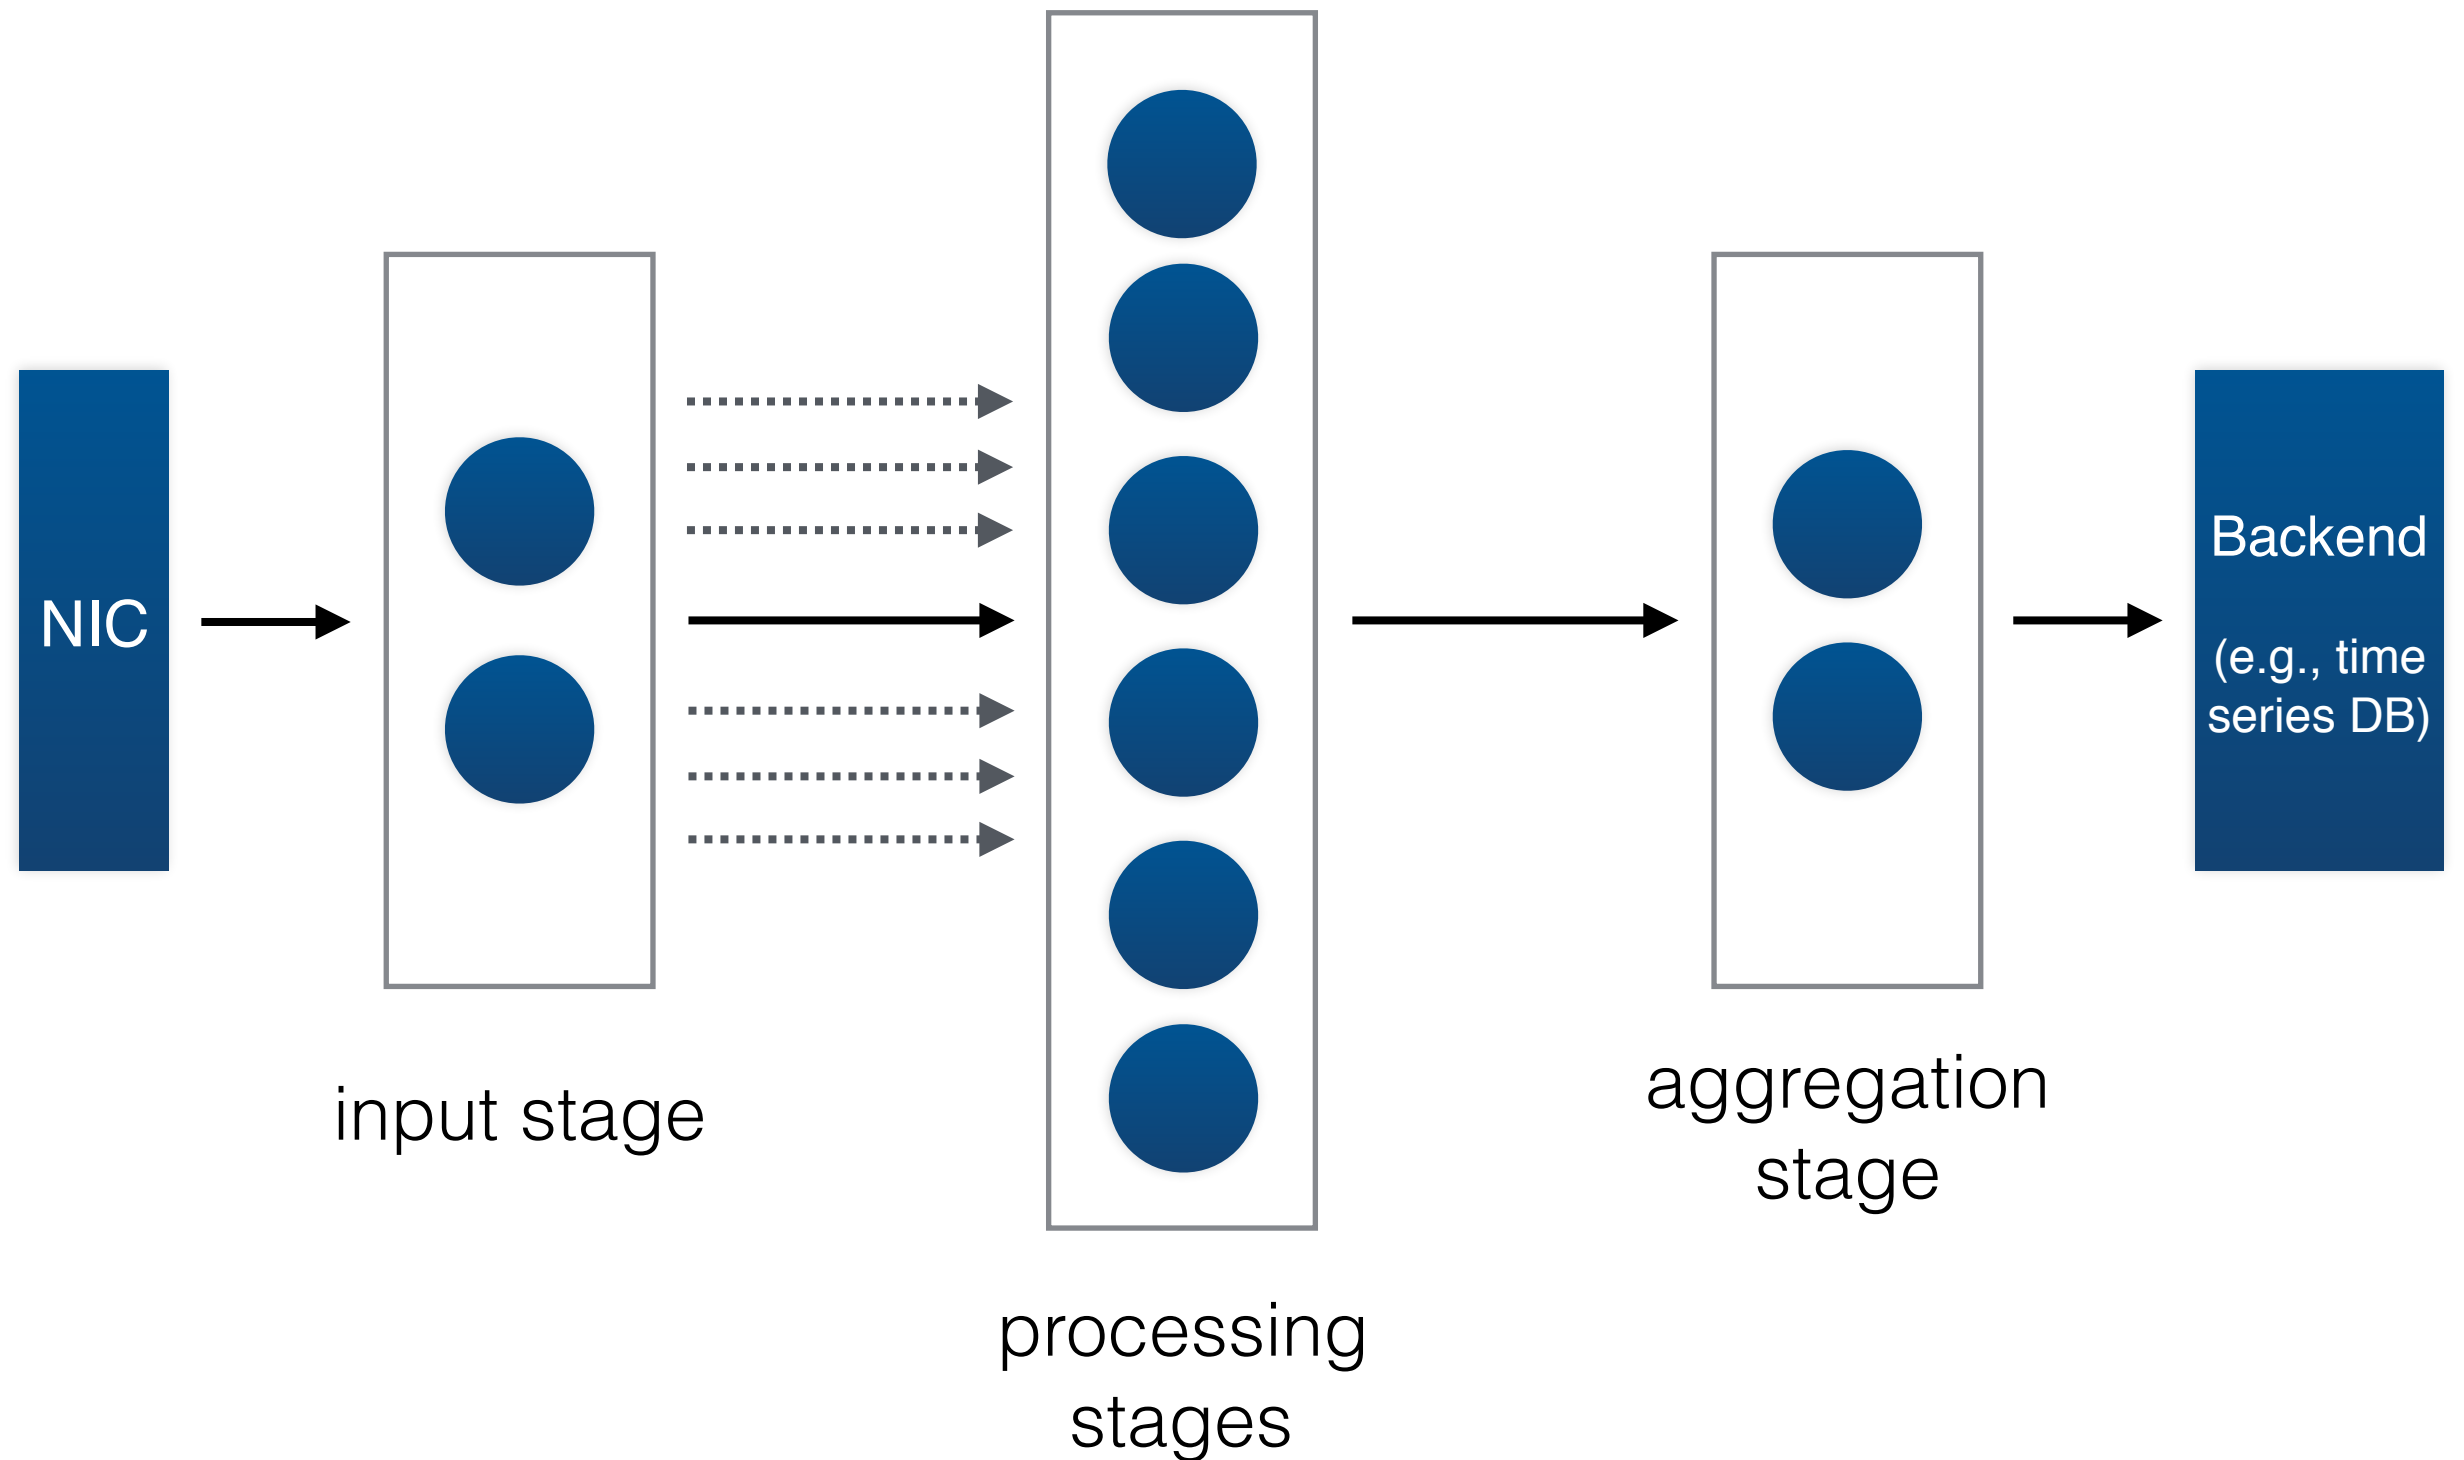 NIC
input stage
processing
stages
aggregation
stage
Backend
(e.g., time
series DB)